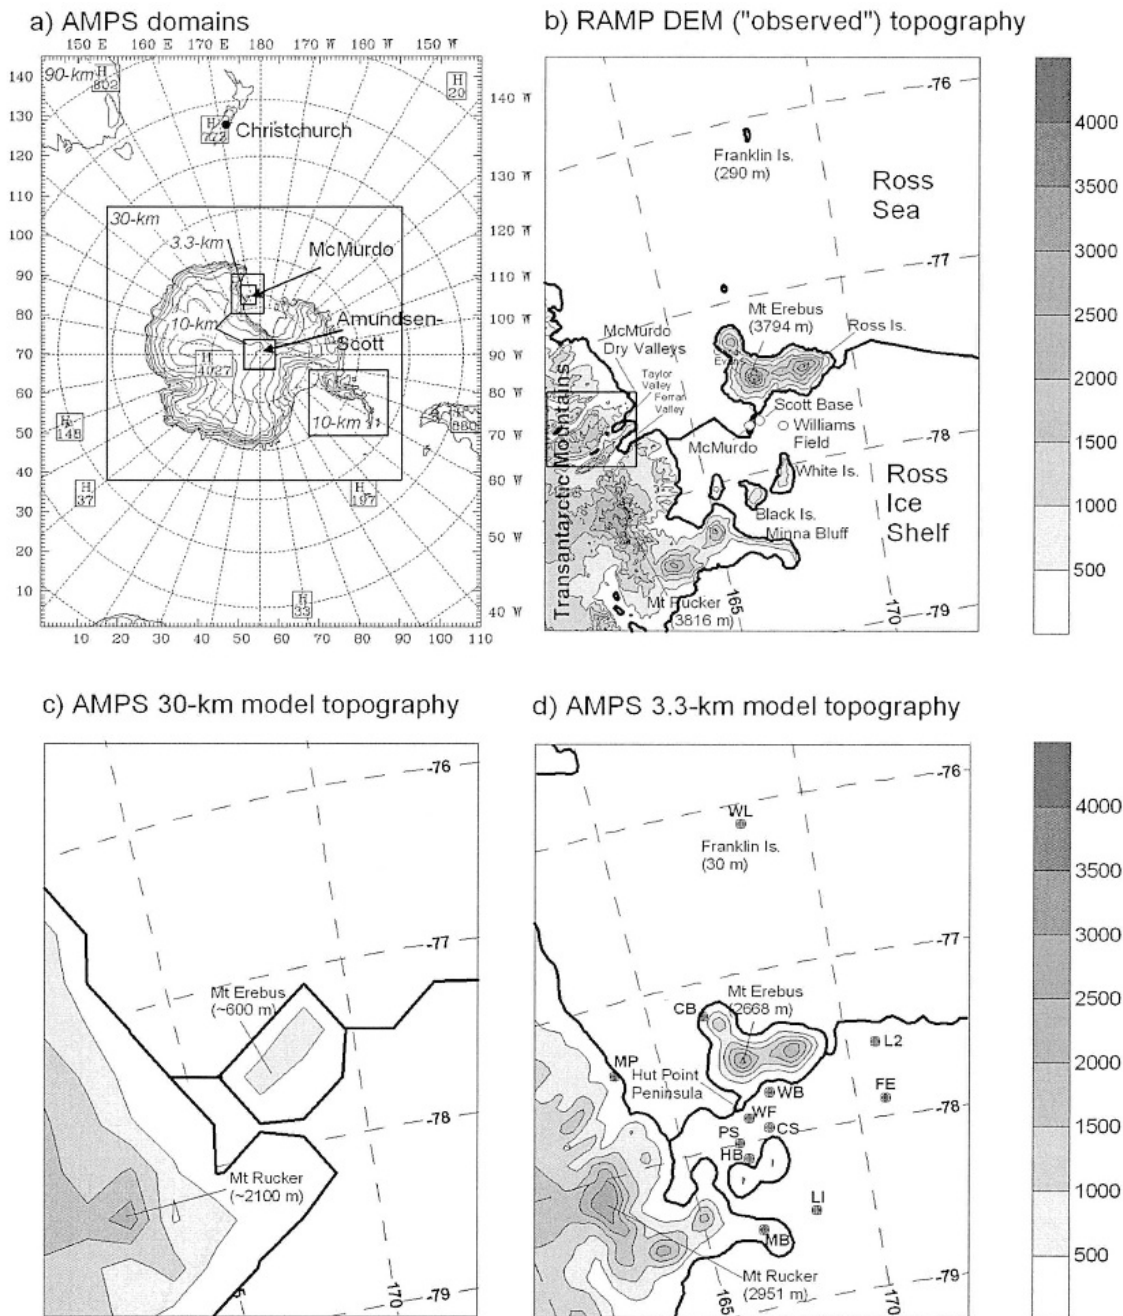 a) AMPS domains
150 E 160 E 170 E 180 170 W 160 W 150 W
90-km
H
802
H
20
140
130
120
110
100
90
80
70
60
50
40
30
20
10
140 W
130 W
120 W
110 W
100 W
90 W
80 W
70 W
60 W
50 W
40 W
H
772
Christchurch
30-km
3.3-km
McMurdo
10-km
Amundsen-
Scott
H
4027
10-km
H
148
H
880
H
37
H
197
H
33
10 20 30 40 50 60 70 80 90 100 110
b) RAMP DEM ("observed") topography
-76
Franklin Is.
(290 m)
Ross
Sea
-77
Mt Erebus
(3794 m)
Ross Is.
McMurdo
Dry Valleys
Taylor
Valley
Ferrari
Valley
Scott Base
Williams
Field
-78
McMurdo
White Is.
Black Is.
Minna Bluff
Ross
Ice
Shelf
Transantarctic Mountains
Mt Rucker
(3816 m)
165
170
-79
4000
3500
3000
2500
2000
1500
1000
500
c) AMPS 30-km model topography
-76
-77
Mt Erebus
(~600 m)
-78
Mt Rucker
(~2100 m)
170
-79
d) AMPS 3.3-km model topography
-76
WL
Franklin Is.
(30 m)
-77
Mt Erebus
(2668 m)
CB
L2
MP
Hut Point
Peninsula
WB
FE
-78
WF
PS
CS
HB
LI
MB
Mt Rucker
(2951 m)
165
170
-79
4000
3500
3000
2500
2000
1500
1000
500